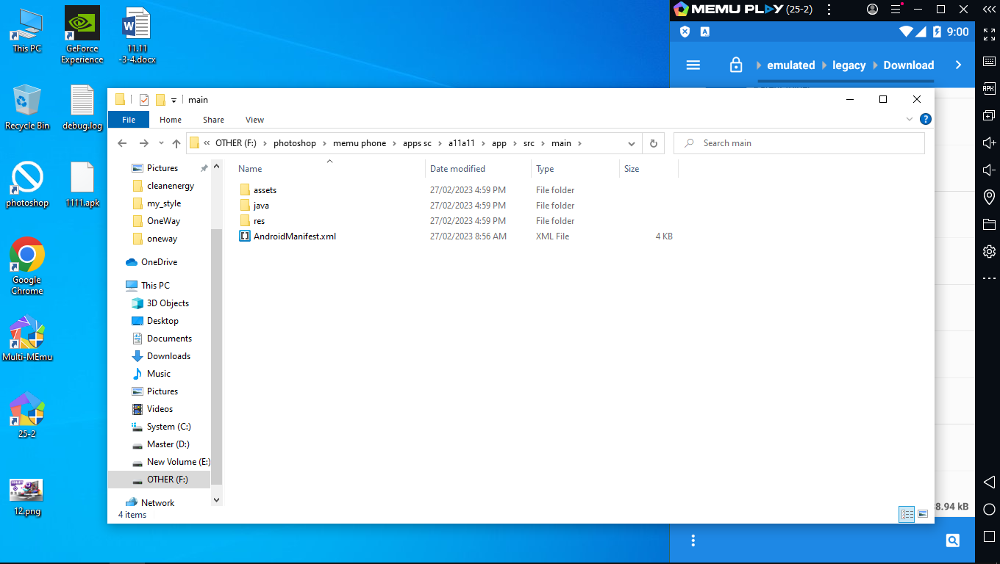 This PC
GeForce
Experience
11.11
-3-4.docx
Recycle Bin
debug.log
photoshop
1111.apk
Google
Chrome
Multi-MEmu
25-2
12.png
MEMU PLAY (25-2)
9:00
emulated
legacy
Download
APK
main
File
Home
Share
View
« OTHER (F:) > photoshop > memu phone > apps sc > a11a11 > app > src > main >
Search main
Pictures
cleanenergy
my_style
OneWay
oneway
OneDrive
This PC
3D Objects
Desktop
Documents
Downloads
Music
Pictures
Videos
System (C:)
Master (D:)
New Volume (E:)
OTHER (F:)
Network
Name Date modified Type Size
assets 27/02/2023 4:59 PM File folder
java 27/02/2023 4:59 PM File folder
res 27/02/2023 4:59 PM File folder
AndroidManifest.xml 27/02/2023 8:56 AM XML File 4 KB
4 items
8.94 kB